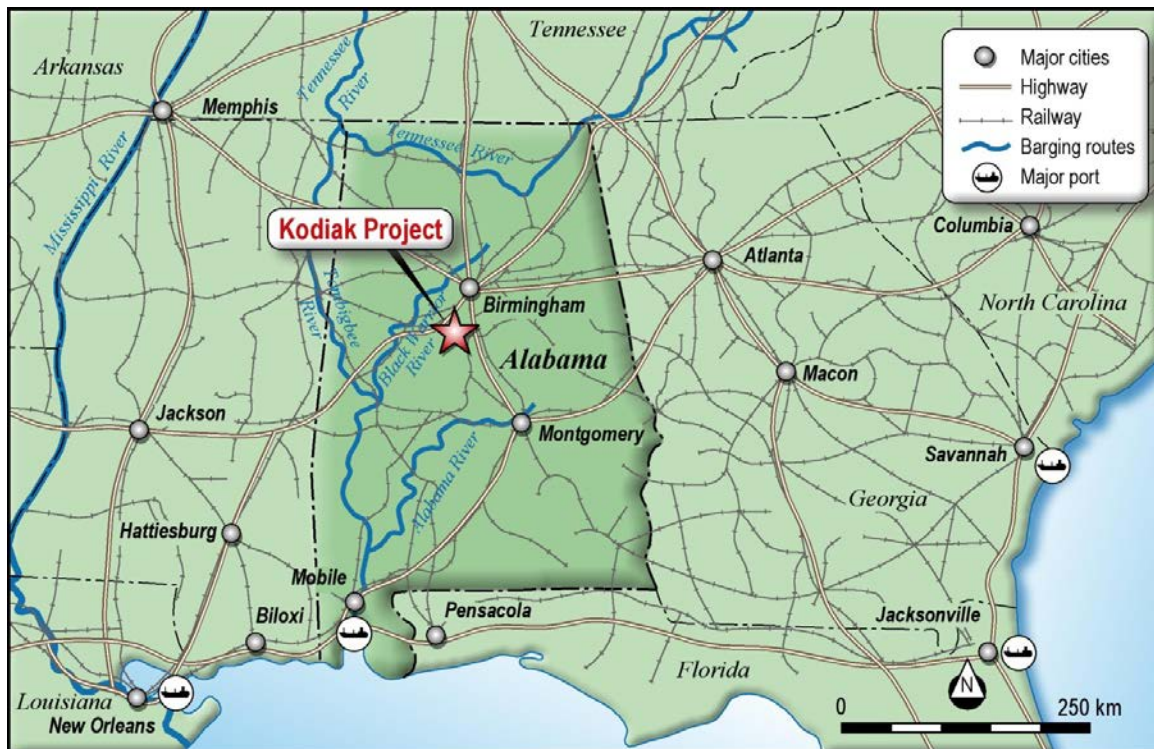 Tennessee
Arkansas
Tennessee
River
Memphis
Tennessee River
Mississippi River
Major cities
Highway
Railway
Barging routes
Major port
Kodiak Project
Columbia
Atlanta
North Carolina
Birmingham
Tombigbee
River
Black Warrior
River
Alabama
Macon
Jackson
Montgomery
Savannah
Alabama River
Georgia
Hattiesburg
Mobile
Biloxi
Pensacola
Jacksonville
Florida
Louisiana
New Orleans
N
0
250 km